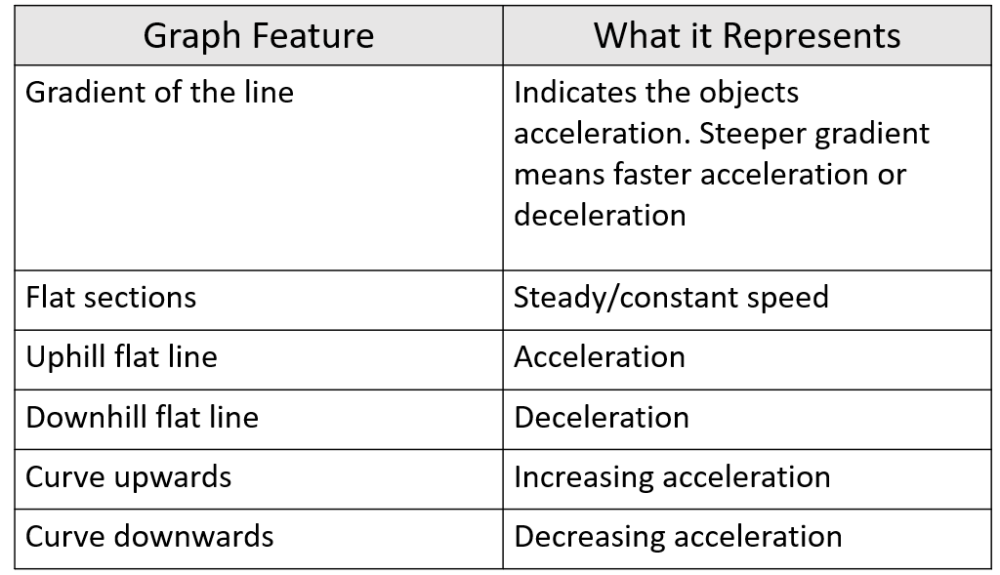 Graph Feature
What it Represents
Gradient of the line
Indicates the objects
acceleration. Steeper gradient
means faster acceleration or
deceleration
Flat sections
Steady/constant speed
Uphill flat line
Acceleration
Downhill flat line
Deceleration
Curve upwards
Increasing acceleration
Curve downwards
Decreasing acceleration